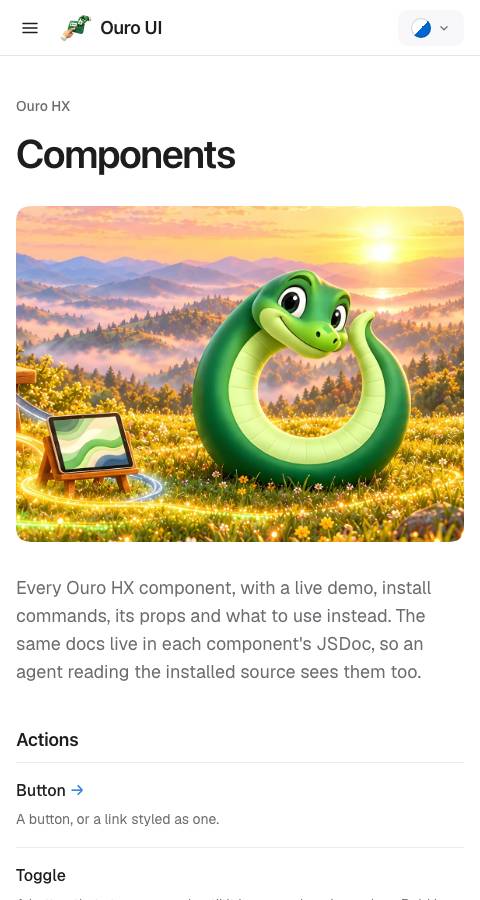 Ouro UI
Ouro HX
Components
Every Ouro HX component, with a live demo, install
commands, its props and what to use instead. The
same docs live in each component's JSDoc, so an
agent reading the installed source sees them too.
Actions
Button →
A button, or a link styled as one.
Toggle